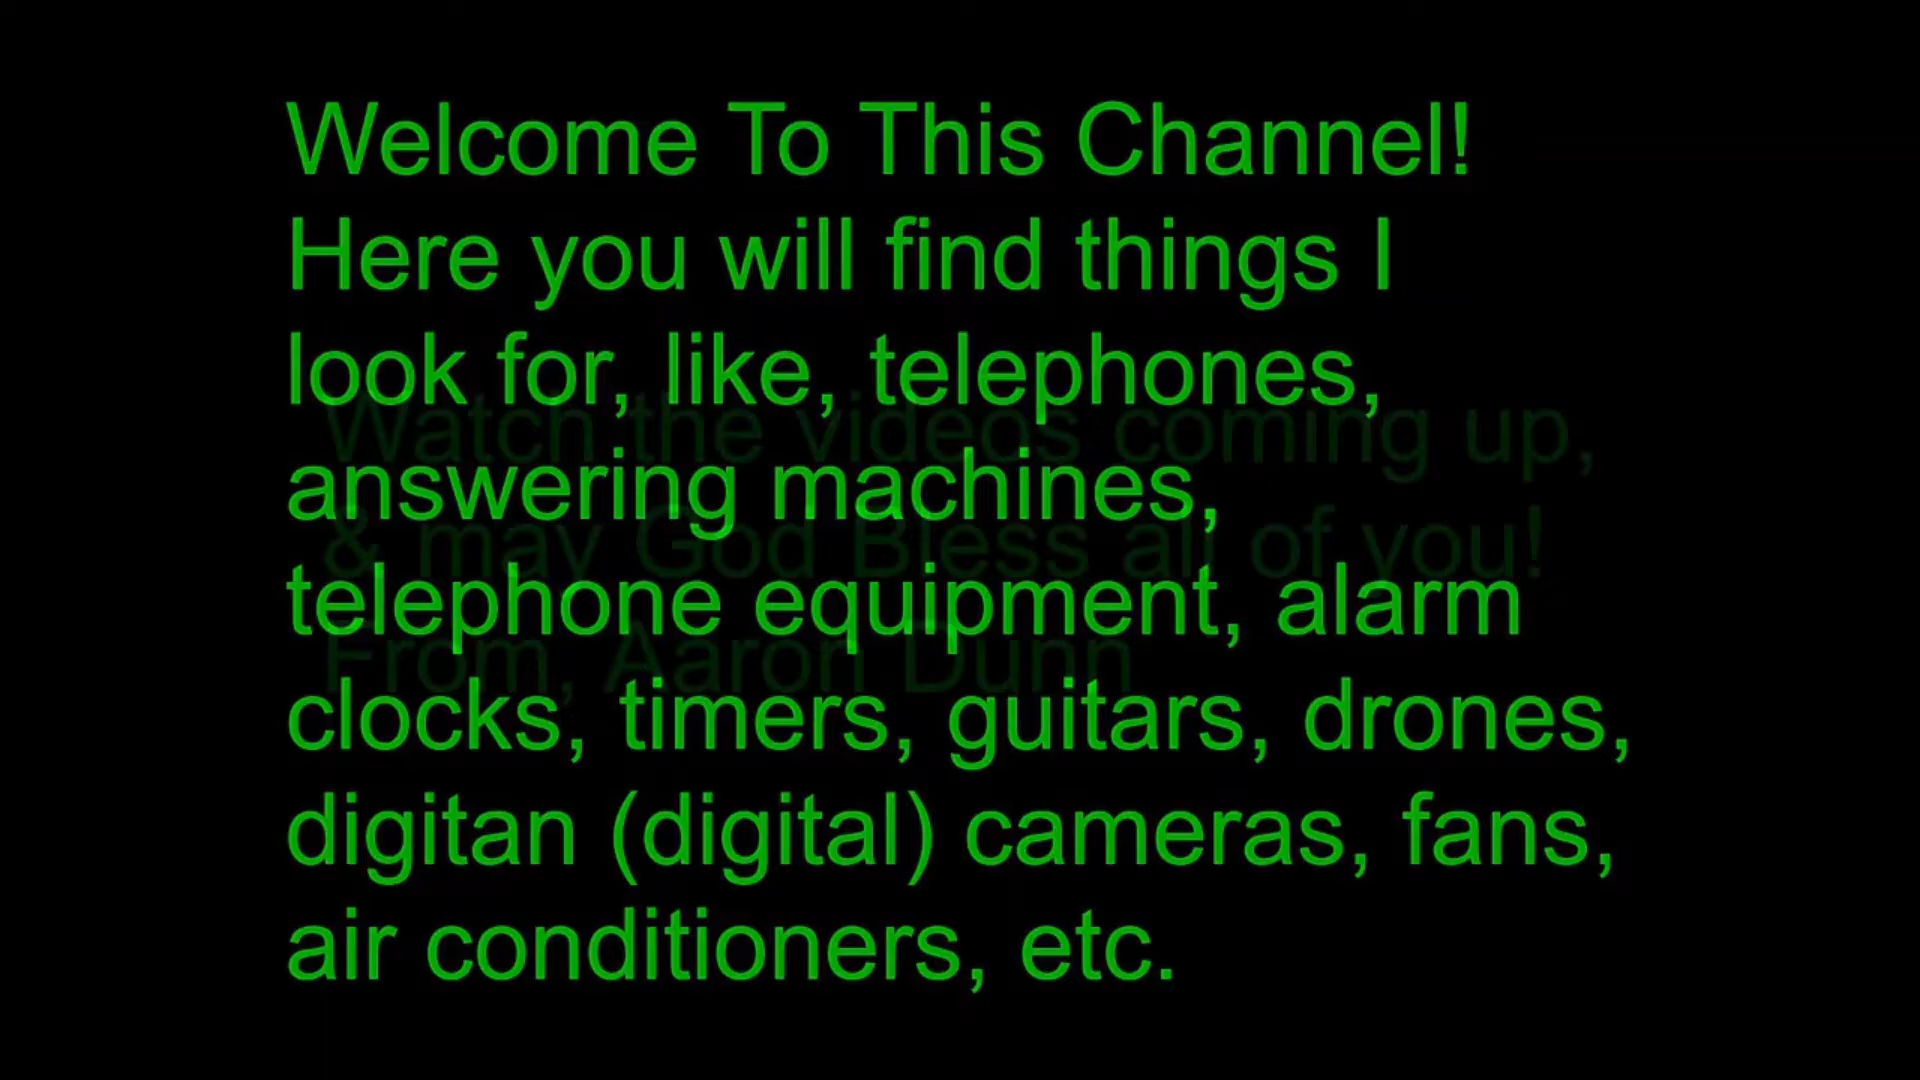 Welcome To This Channel!
Here you will find things I
look for, like, telephones,
answering machines,
telephone equipment, alarm
clocks, timers, guitars, drones,
digitan (digital) cameras, fans,
air conditioners, etc.
Watch the videos coming up,
& may God Bless all of you!
From, Aaron Dunn